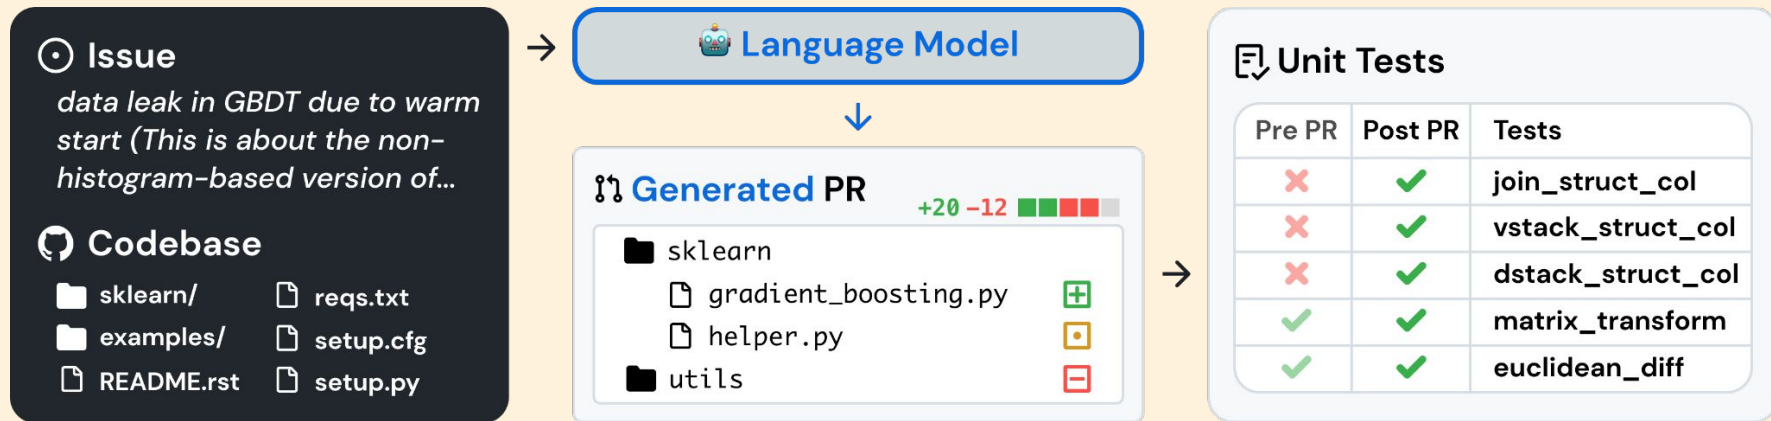 Issue
data leak in GBDT due to warm
start (This is about the non-
histogram-based version of...
Codebase
sklearn/
reqs.txt
examples/
setup.cfg
README.rst
setup.py
Language Model
Generated PR
+20 -12
sklearn
gradient_boosting.py
helper.py
utils
Unit Tests
Pre PR Post PR Tests
join_struct_col
vstack_struct_col
dstack_struct_col
matrix_transform
euclidean_diff